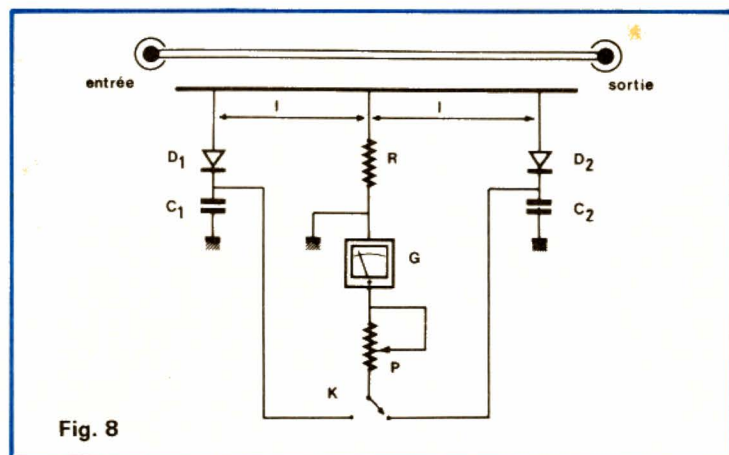 entrée
sortie
l l
D1
R
D2
C1
C2
G
P
K
Fig. 8